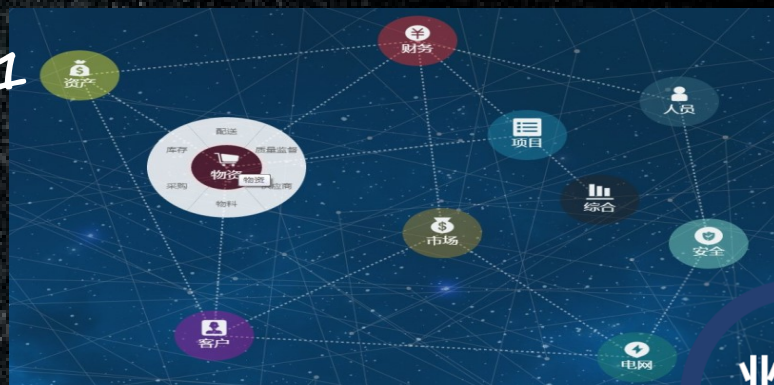 1
财务
资产
人员
配送
库存
质量监督
项目
物资
物资
采购
应商
综合
物料
市场
安全
客户
电网